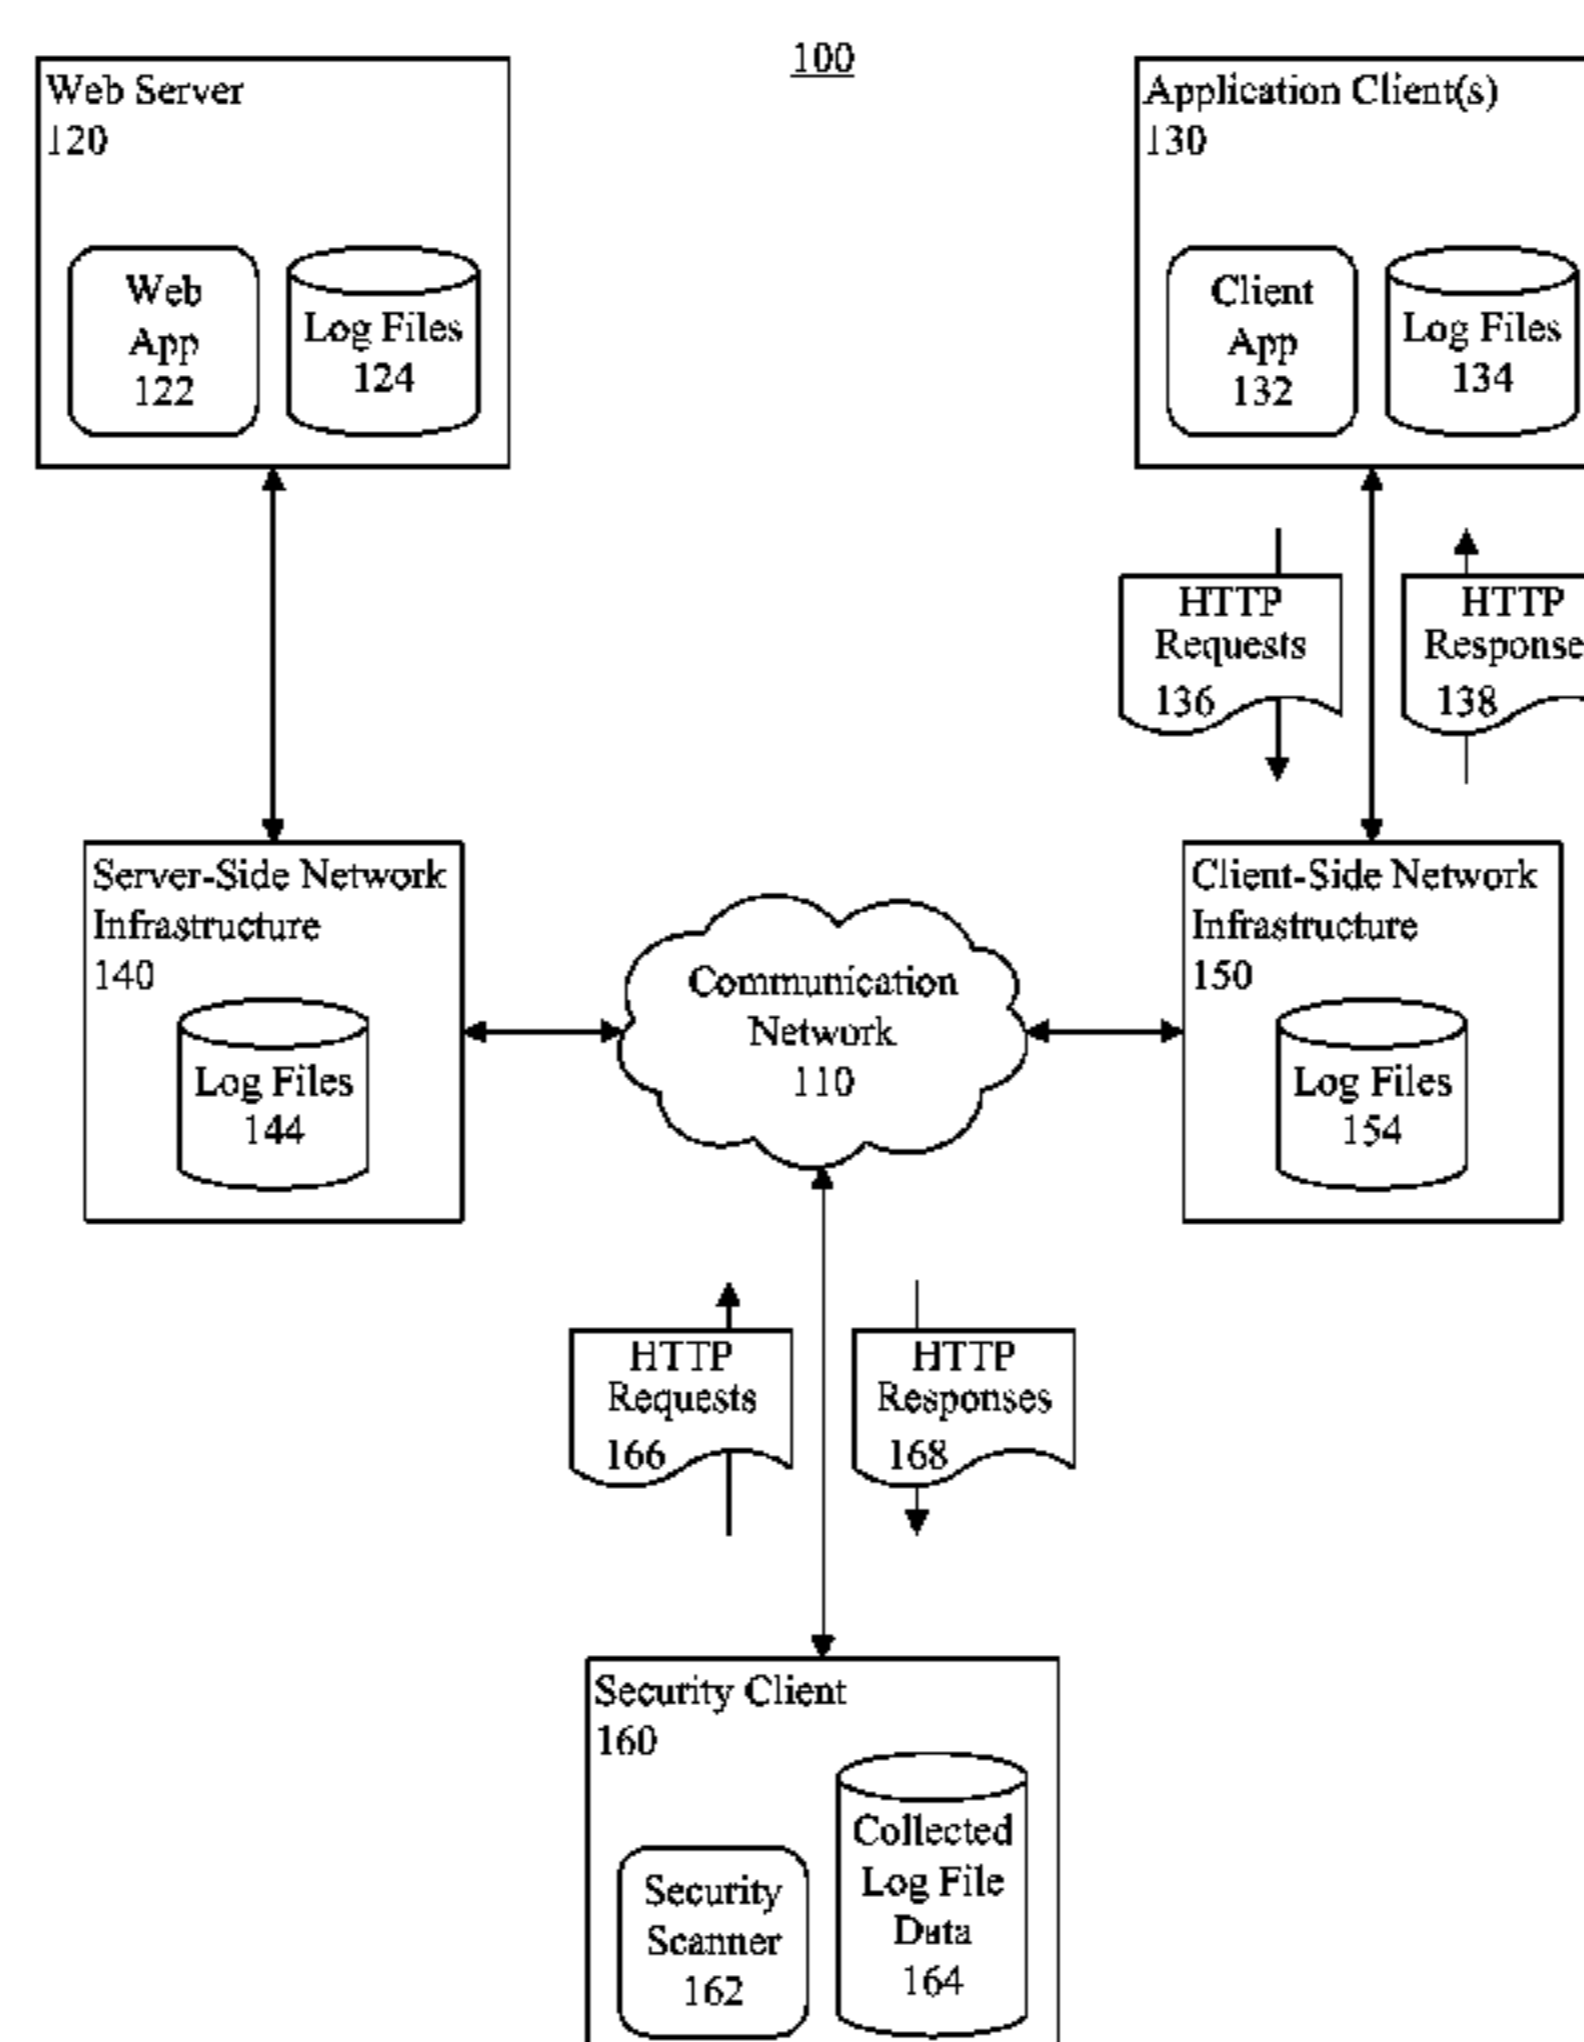 100
Web Server
120
Web
App
122
Log Files
124
Application Client(s)
130
Client
App
132
Log Files
134
HTTP
Requests
136
HTTP
Response
138
Server-Side Network
Infrastructure
140
Log Files
144
Communication
Network
110
Client-Side Network
Infrastructure
150
Log Files
154
HTTP
Requests
166
HTTP
Responses
168
Security Client
160
Security
Scanner
162
Collected
Log File
Data
164